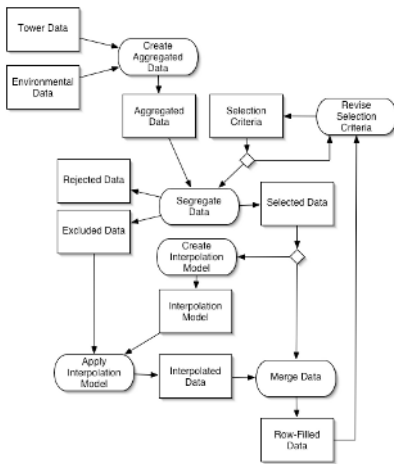 Tower Data
Create
Aggregated Data
Environmental
Data
Aggregated
Data
Selection
Criteria
Revise
Selection
Criteria
Rejected Data
Segregate
Data
Selected Data
Excluded Data
Create
Interpolation Model
Interpolation
Model
Apply
Interpolation
Model
Interpolated
Data
Merge Data
Row-Filled
Data